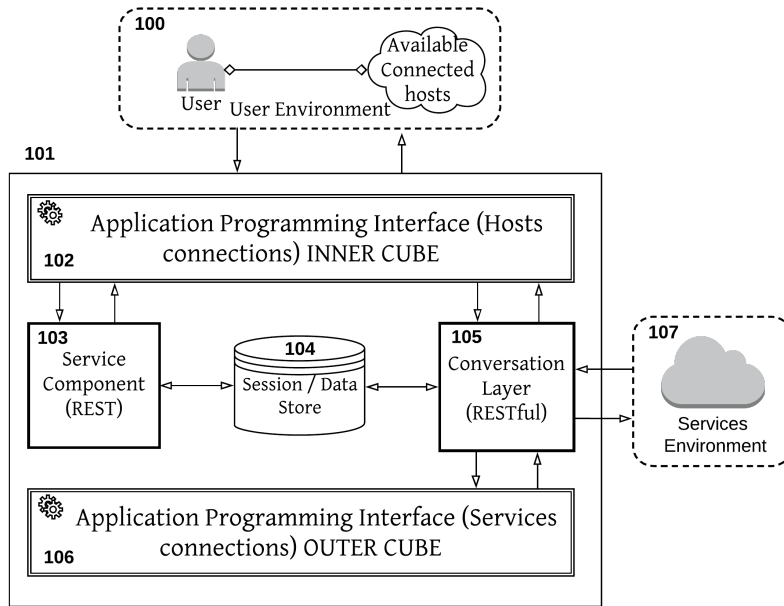 100
Available
Connected
hosts
User
User Environment
101
Application Programming Interface (Hosts
connections) INNER CUBE
102
103
Service
Component
(REST)
104
Session / Data
Store
105
Conversation
Layer
(RESTful)
107
Services
Environment
Application Programming Interface (Services
connections) OUTER CUBE
106